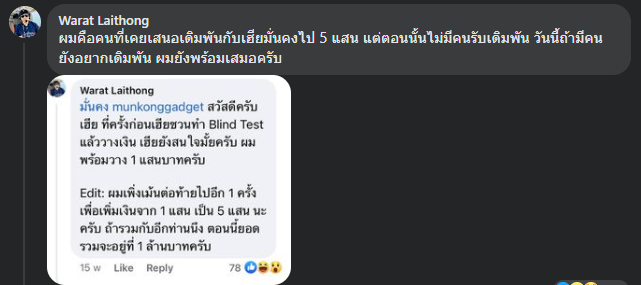 Warat Laithong
ผมคือคนที่เคยเสนอเดิมพันกับเฮียมั่นคงไป 5 แสน แต่ตอนนั้นไม่มีคนรับเดิมพัน วันนี้ถ้ามีคน
ยังอยากเดิมพัน ผมยังพร้อมเสมอครับ
Warat Laithong
มั่นคง munkonggadget สวัสดีครับ
เฮีย ที่ครั้งก่อนเฮียชวนทำ Blind Test
แล้ววางเงิน เฮียยังสนใจมั้ยครับ ผม
พร้อมวาง 1 แสนบาทครับ
Edit: ผมเพิ่งเม้นต่อท้ายไปอีก 1 ครั้ง
เพื่อเพิ่มเงินจาก 1 แสน เป็น 5 แสน นะ
ครับ ถ้ารวมกับอีกท่านนึง ตอนนี้ยอด
รวมจะอยู่ที่ 1 ล้านบาทครับ
15 w Like Reply 78